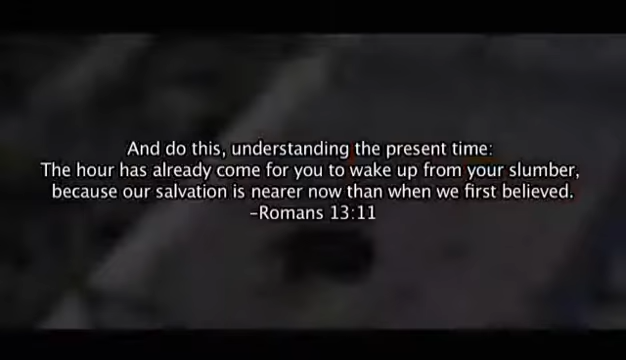 And do this, understanding the present time:
The hour has already come for you to wake up from your slumber,
because our salvation is nearer now than when we first believed.
–Romans 13:11